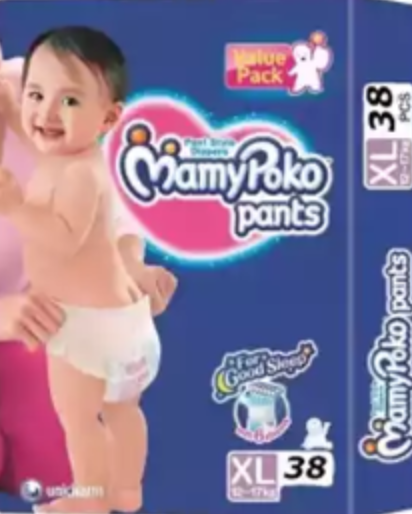 Value
Pack
Pant Style
Diapers
MamyPoko
pants
For
Good Sleep
XL 38
12-17kg
unicharm
XL 38
PCS
12-17kg
MamyPoko pants